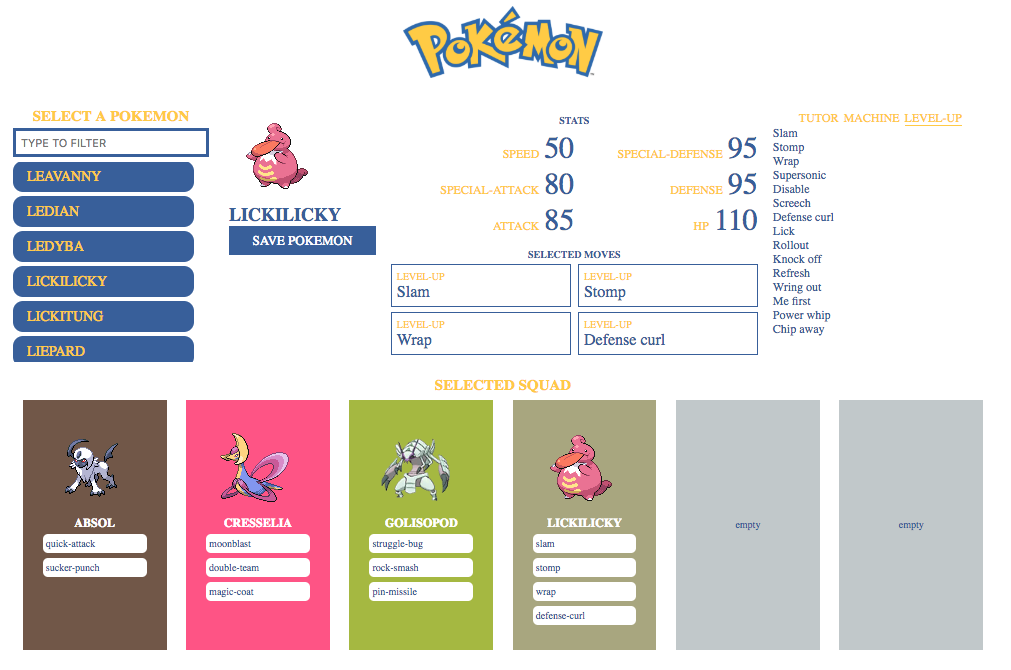 POKéMON
SELECT A POKEMON
TYPE TO FILTER
LEAVANNY
LEDIAN
LEDYBA
LICKILICKY
LICKITUNG
LIEPARD
LICKILICKY
SAVE POKEMON
STATS
SPEED 50
SPECIAL-DEFENSE 95
SPECIAL-ATTACK 80
DEFENSE 95
ATTACK 85
HP 110
SELECTED MOVES
LEVEL-UP
Slam
LEVEL-UP
Stomp
LEVEL-UP
Wrap
LEVEL-UP
Defense curl
TUTOR MACHINE LEVEL-UP
Slam
Stomp
Wrap
Supersonic
Disable
Screech
Defense curl
Lick
Rollout
Knock off
Refresh
Wring out
Me first
Power whip
Chip away
SELECTED SQUAD
ABSOL
quick-attack
sucker-punch
CRESSELIA
moonblast
double-team
magic-coat
GOLISOPOD
struggle-bug
rock-smash
pin-missile
LICKILICKY
slam
stomp
wrap
defense-curl
empty
empty